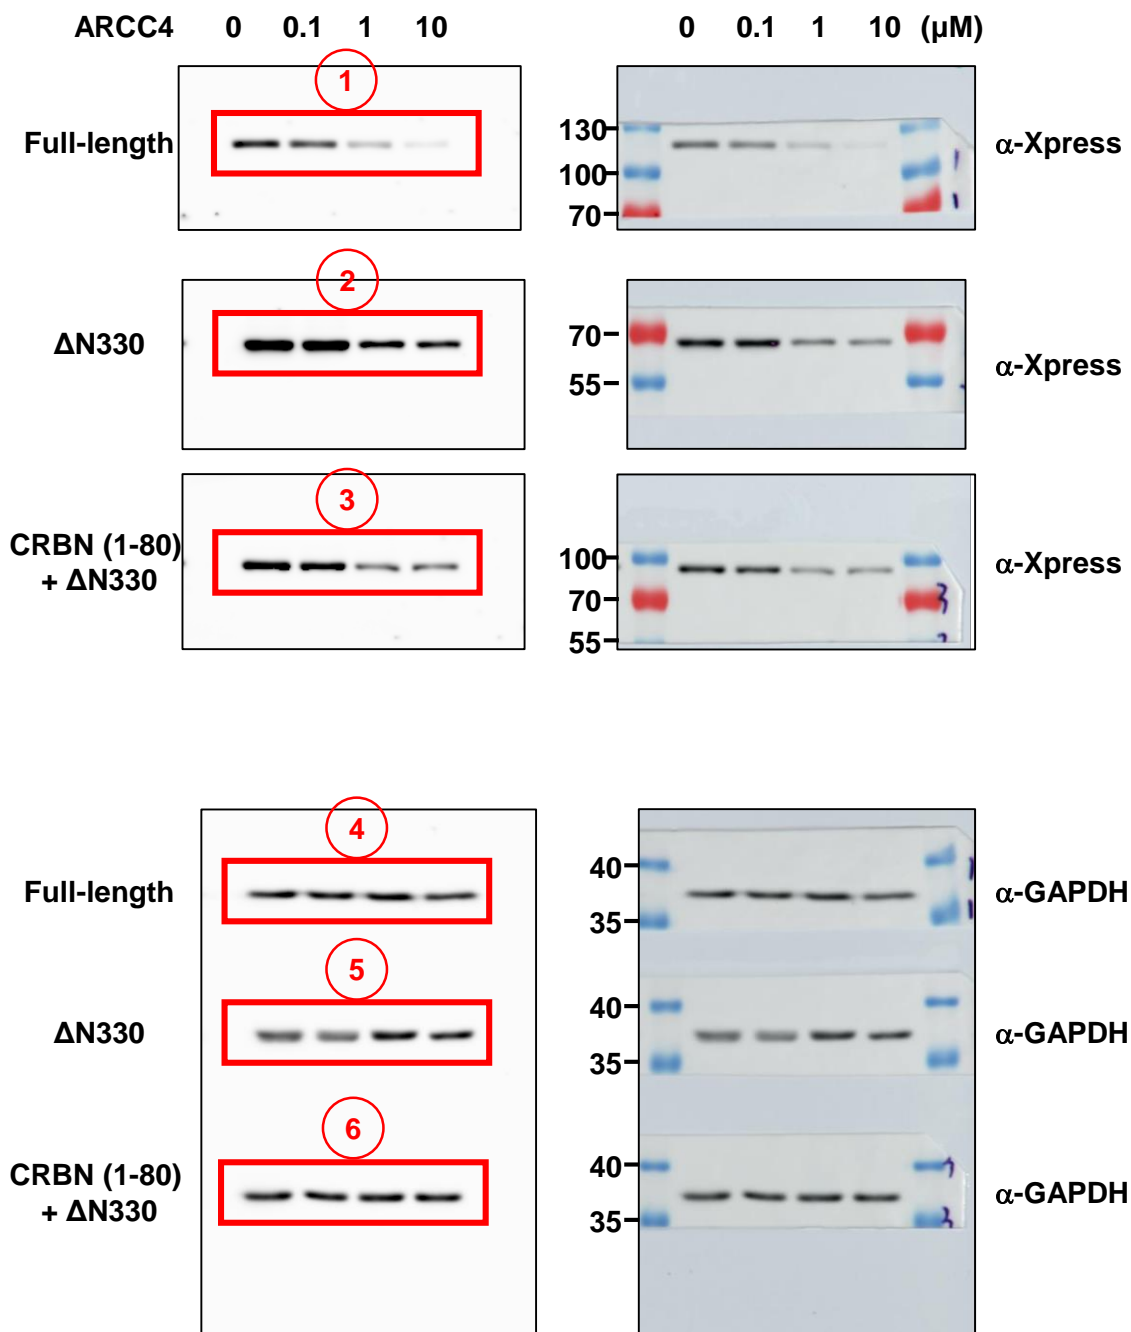 ARCC4 0 0.1 1 10 0 0.1 1 10 (µM)
1
Full-length
130
100
70
α-Xpress
2
ΔN330
70
55
α-Xpress
3
CRBN (1-80)
+ ΔN330
100
70
55
α-Xpress
4
Full-length
40
35
α-GAPDH
5
ΔN330
40
35
α-GAPDH
6
CRBN (1-80)
+ ΔN330
40
35
α-GAPDH